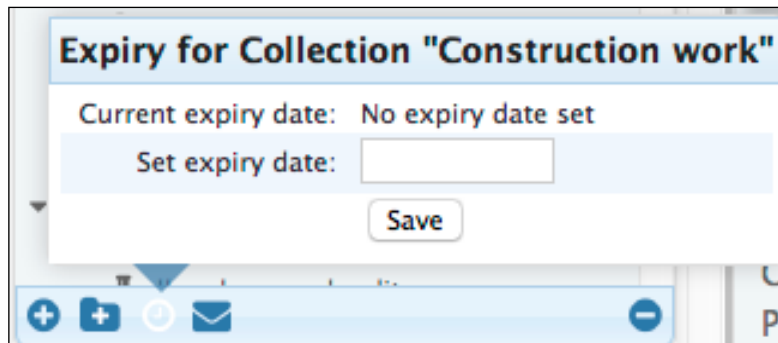 Expiry for Collection "Construction work"
Current expiry date: No expiry date set
Set expiry date:
Save